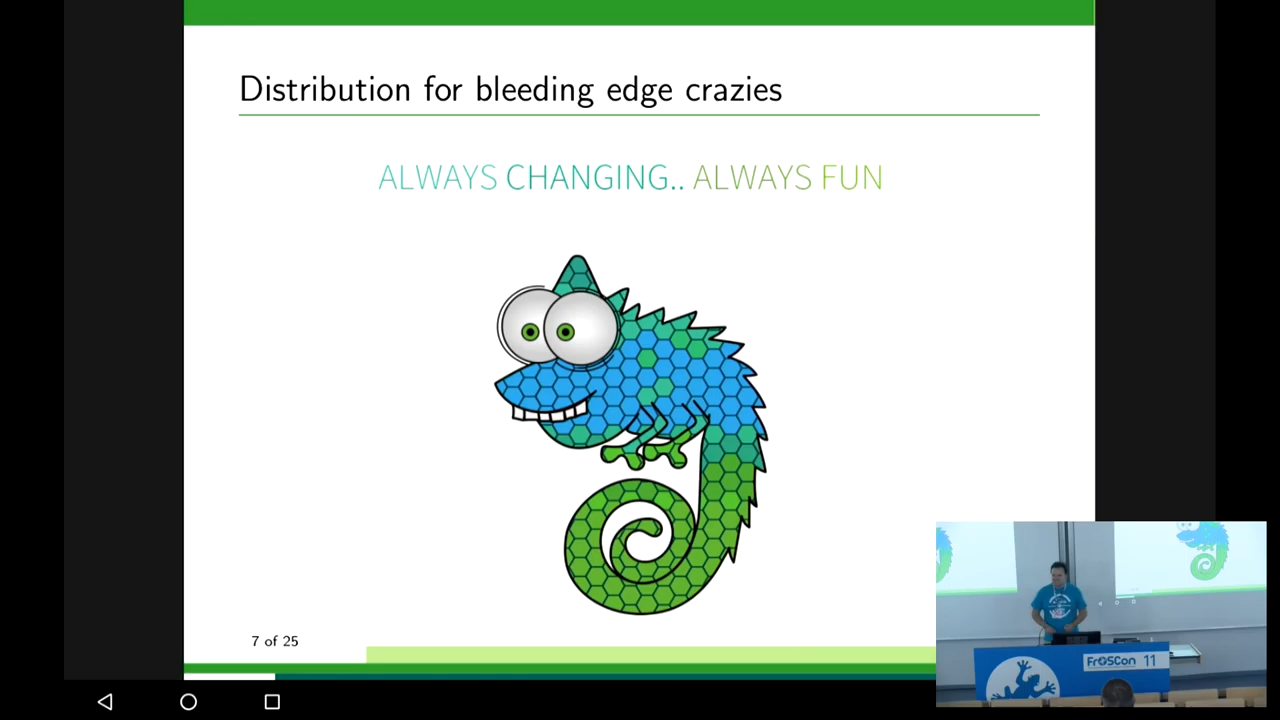 Distribution for bleeding edge crazies
ALWAYS CHANGING.. ALWAYS FUN
7 of 25
FrOSCon 11